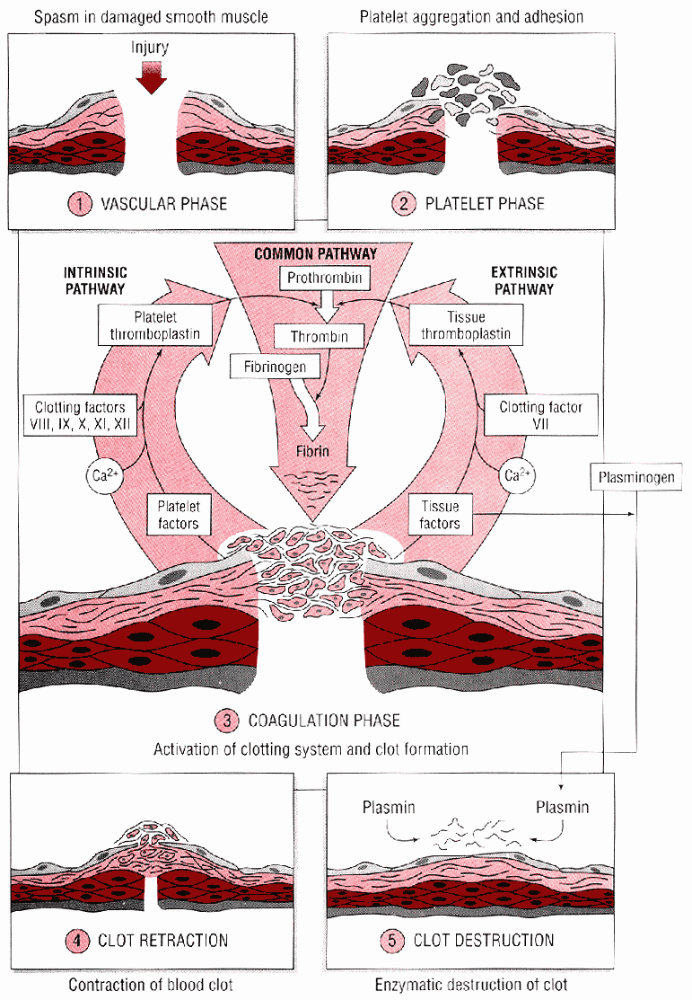 Spasm in damaged smooth muscle
Injury
1 VASCULAR PHASE
Platelet aggregation and adhesion
2 PLATELET PHASE
INTRINSIC
PATHWAY
COMMON PATHWAY
EXTRINSIC
PATHWAY
Prothrombin
Platelet
thromboplastin
Thrombin
Tissue
thromboplastin
Fibrinogen
Clotting factors
VIII, IX, X, XI, XII
Clotting factor
VII
Fibrin
Ca2+
Ca2+
Plasminogen
Platelet
factors
Tissue
factors
3 COAGULATION PHASE
Activation of clotting system and clot formation
4 CLOT RETRACTION
Contraction of blood clot
Plasmin
Plasmin
5 CLOT DESTRUCTION
Enzymatic destruction of clot